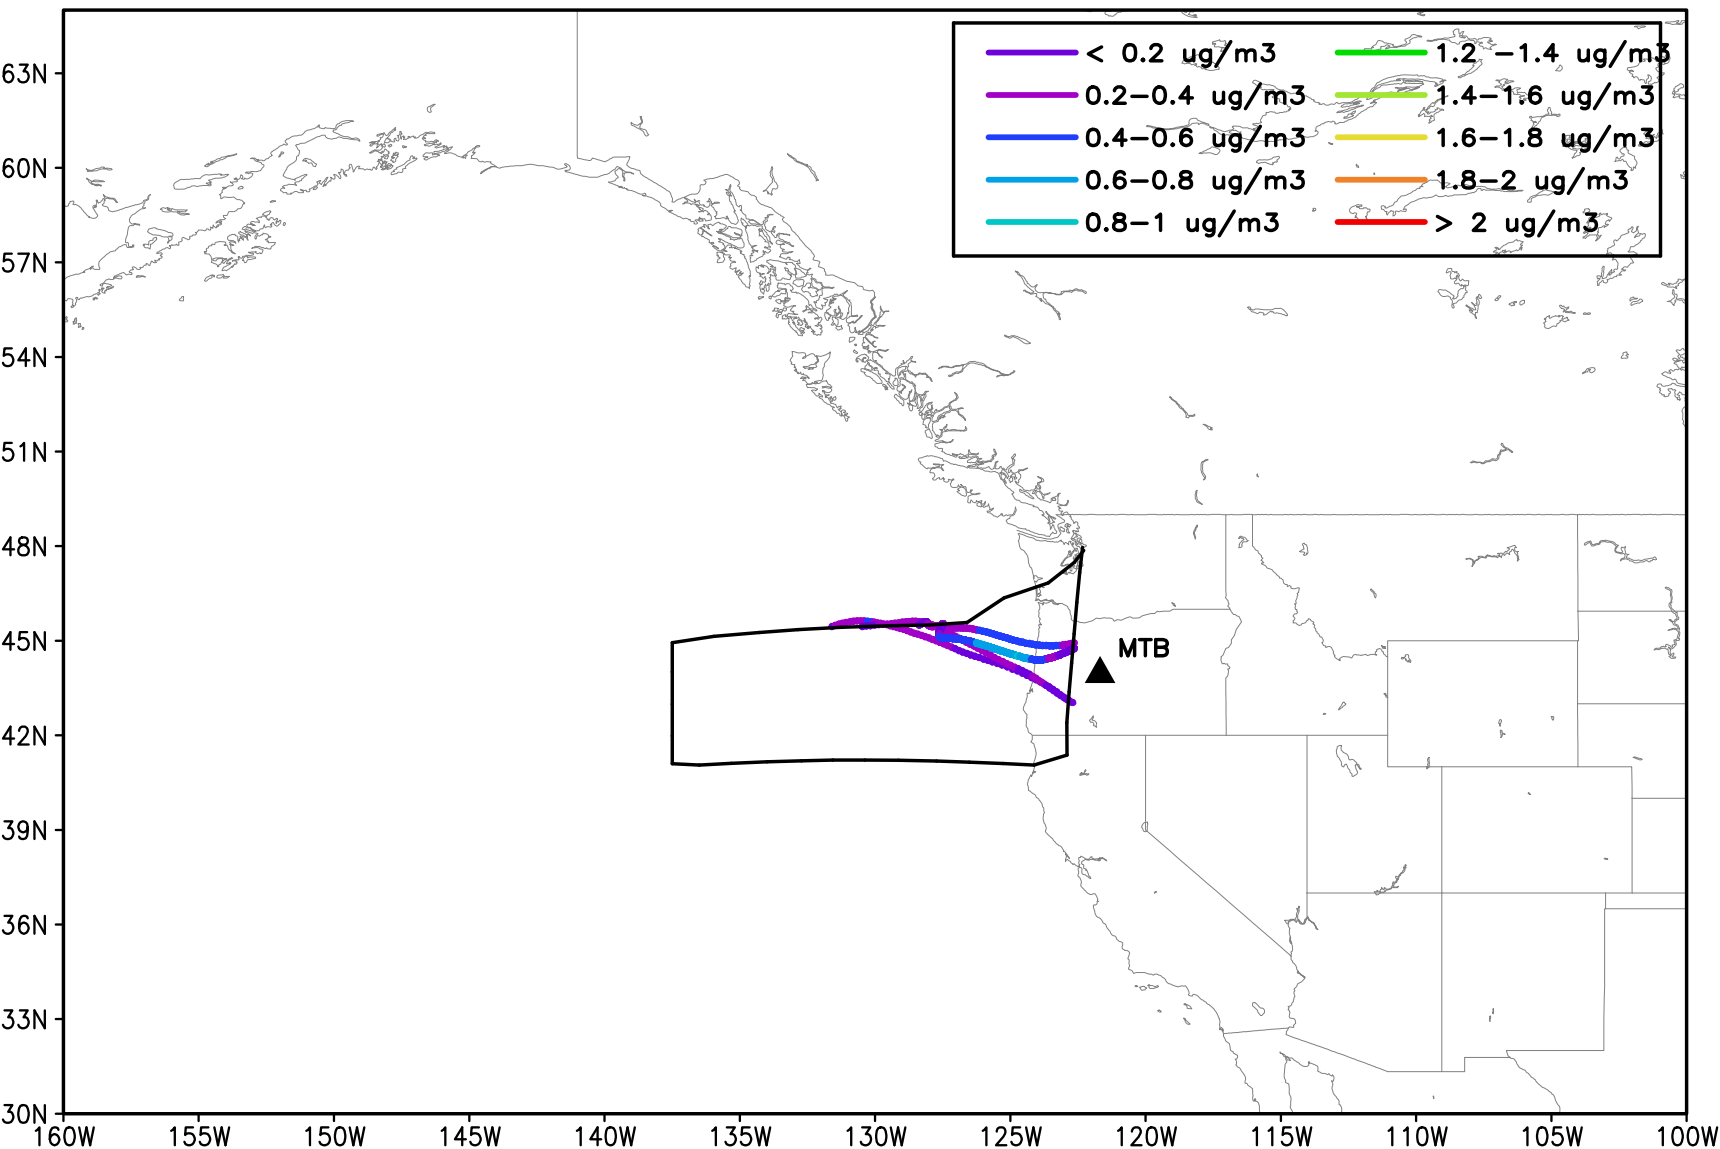 < 0.2 ug/m3 1.2 -1.4 ug/m3
63N
0.2-0.4 ug/m3 1.4-1.6 ug/m3
0.4-0.6 ug/m3 1.6-1.8 ug/m3
60N
0.6-0.8 ug/m3 1.8-2 ug/m3
0.8-1 ug/m3 > 2 ug/m3
57N
54N
51N
48N
45N
MTB
42N
39N
36N
33N
30N
160W 155W 150W 145W 140W 135W 130W 125W 120W 115W 110W 105W 100W